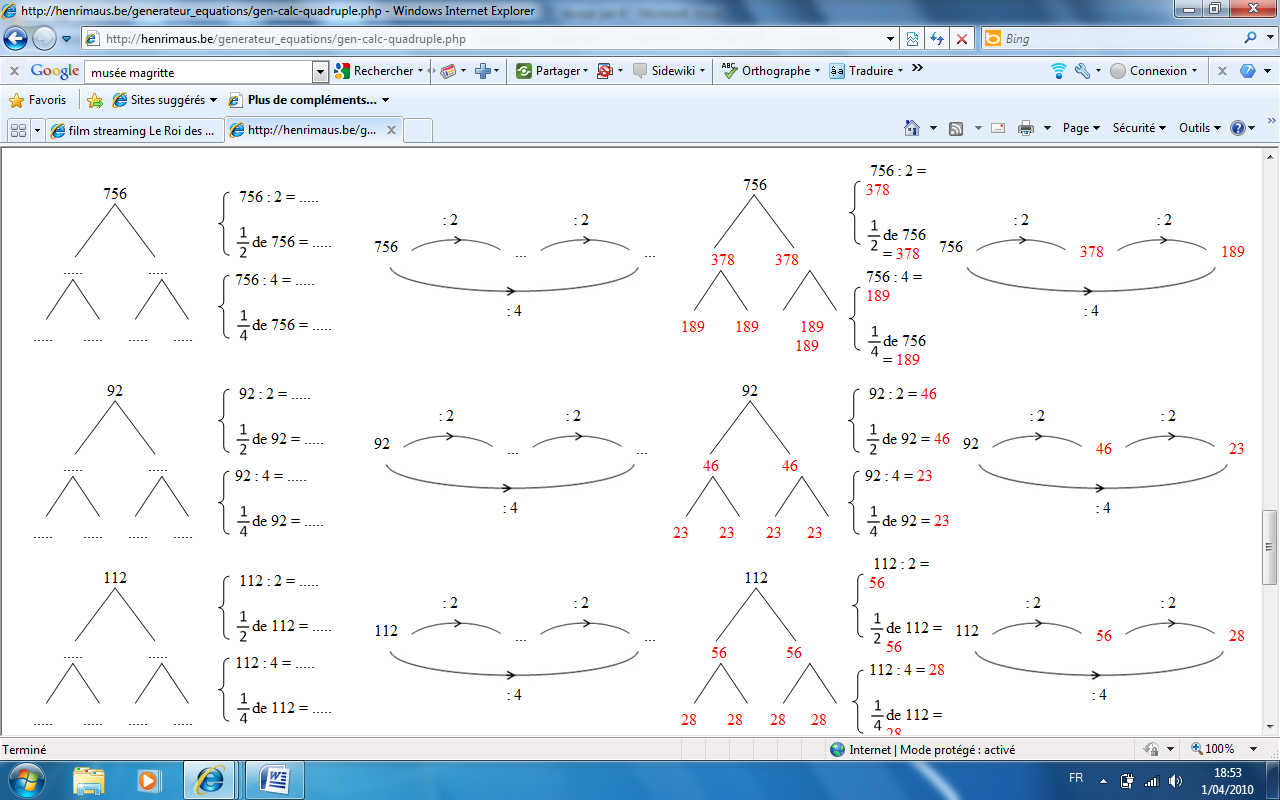 http://henrimaus.be/generateur_equations/gen-calc-quadruple.php - Windows Internet Explorer
http://henrimaus.be/generateur_equations/gen-calc-quadruple.php
Bing
x Google musée magritte Rechercher Partager Sidewiki ABC Orthographe Traduire » Connexion
Favoris Sites suggérés Plus de compléments...
film streaming Le Roi des ... http://henrimaus.be/g... Page Sécurité Outils »
756
756 : 2 = .....
1/2 de 756 = .....
..... .....
756 : 4 = .....
1/4 de 756 = .....
..... ..... ..... .....
: 2 : 2
756 ... ...
: 4
756
378 378
189 189 189
189
756 : 2 =
378
1/2 de 756
= 378
756 : 4 =
189
1/4 de 756
= 189
: 2 : 2
756 378 189
: 4
92
92 : 2 = .....
1/2 de 92 = .....
..... .....
92 : 4 = .....
1/4 de 92 = .....
..... ..... ..... .....
: 2 : 2
92 ... ...
: 4
92
46 46
23 23 23 23
92 : 2 = 46
1/2 de 92 = 46
92 : 4 = 23
1/4 de 92 = 23
: 2 : 2
92 46 23
: 4
112
112 : 2 = .....
1/2 de 112 = .....
..... .....
112 : 4 = .....
1/4 de 112 = .....
..... ..... ..... .....
: 2 : 2
112 ... ...
: 4
112
56 56
28 28 28 28
112 : 2 =
56
1/2 de 112 =
56
112 : 4 = 28
1/4 de 112 =
28
: 2 : 2
112 56 28
: 4
Terminé Internet | Mode protégé : activé 100%
FR 18:53
1/04/2010